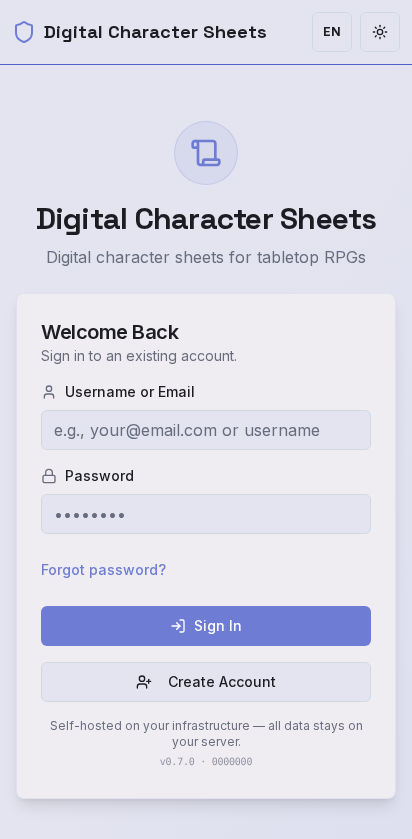 Digital Character Sheets
EN
Digital Character Sheets
Digital character sheets for tabletop RPGs
Welcome Back
Sign in to an existing account.
Username or Email
e.g., your@email.com or username
Password
••••••••
Forgot password?
Sign In
Create Account
Self-hosted on your infrastructure — all data stays on
your server.
v0.7.0 · 0000000